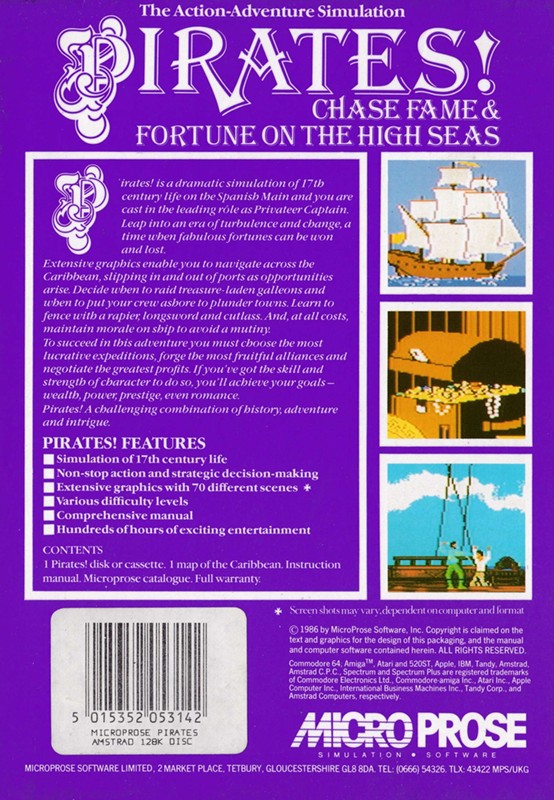 The Action-Adventure Simulation
PIRATES!
CHASE FAME &
FORTUNE ON THE HIGH SEAS
P'irates! is a dramatic simulation of 17th
century life on the Spanish Main and you are
cast in the leading rôle as Privateer Captain.
Leap into an era of turbulence and change, a
time when fabulous fortunes can be won
and lost.
Extensive graphics enable you to navigate across the
Caribbean, slipping in and out of ports as opportunities
arise. Decide when to raid treasure-laden galleons and
when to put your crew ashore to plunder towns. Learn to
fence with a rapier, longsword and cutlass. And, at all costs,
maintain morale on ship to avoid a mutiny.
To succeed in this adventure you must choose the most
lucrative expeditions, forge the most fruitful alliances and
negotiate the greatest profits. If you've got the skill and
strength of character to do so, you'll achieve your goals –
wealth, power, prestige, even romance.
Pirates! A challenging combination of history, adventure
and intrigue.
PIRATES! FEATURES
Simulation of 17th century life
Non-stop action and strategic decision-making
Extensive graphics with 70 different scenes ✦
Various difficulty levels
Comprehensive manual
Hundreds of hours of exciting entertainment
CONTENTS
1 Pirates! disk or cassette. 1 map of the Caribbean. Instruction
manual. Microprose catalogue. Full warranty.
✦ Screen shots may vary, dependent on computer and format
© 1986 by MicroProse Software, Inc. Copyright is claimed on the
text and graphics for the design of this packaging, and the manual
and computer software contained herein. ALL RIGHTS RESERVED.
Commodore 64, Amiga™, Atari and 520ST, Apple, IBM, Tandy, Amstrad,
Amstrad C.P.C., Spectrum and Spectrum Plus are registered trademarks
of Commodore Electronics Ltd., Commodore-amiga Inc., Atari Inc., Apple
Computer Inc., International Business Machines Inc., Tandy Corp., and
Amstrad Computers, respectively.
5 015352 053142
MICROPROSE PIRATES
AMSTRAD 128K DISC
MICROPROSE
SIMULATION • SOFTWARE
MICROPROSE SOFTWARE LIMITED, 2 MARKET PLACE, TETBURY, GLOUCESTERSHIRE GL8 8DA. TEL: (0666) 54326. TLX: 43422 MPS/UKG